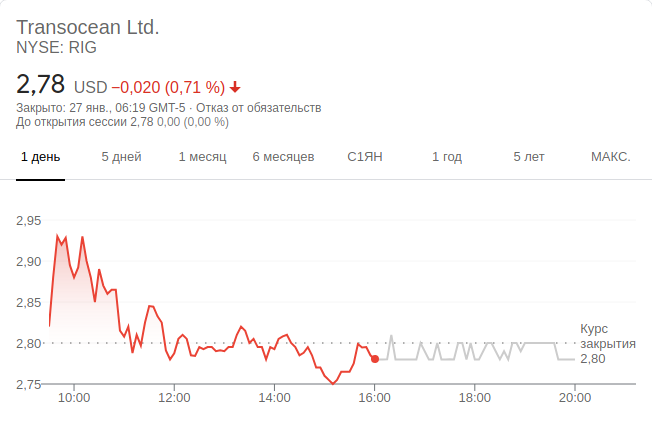 Transocean Ltd.
NYSE: RIG
2,78 USD −0,020 (0,71 %)
Закрыто: 27 янв., 06:19 GMT-5 · Отказ от обязательств
До открытия сессии 2,78 0,00 (0,00 %)
1 день 5 дней 1 месяц 6 месяцев С1ЯН 1 год 5 лет МАКС.
2,95
2,90
2,85
2,80
2,75
Курс
закрытия
2,80
10:00 12:00 14:00 16:00 18:00 20:00